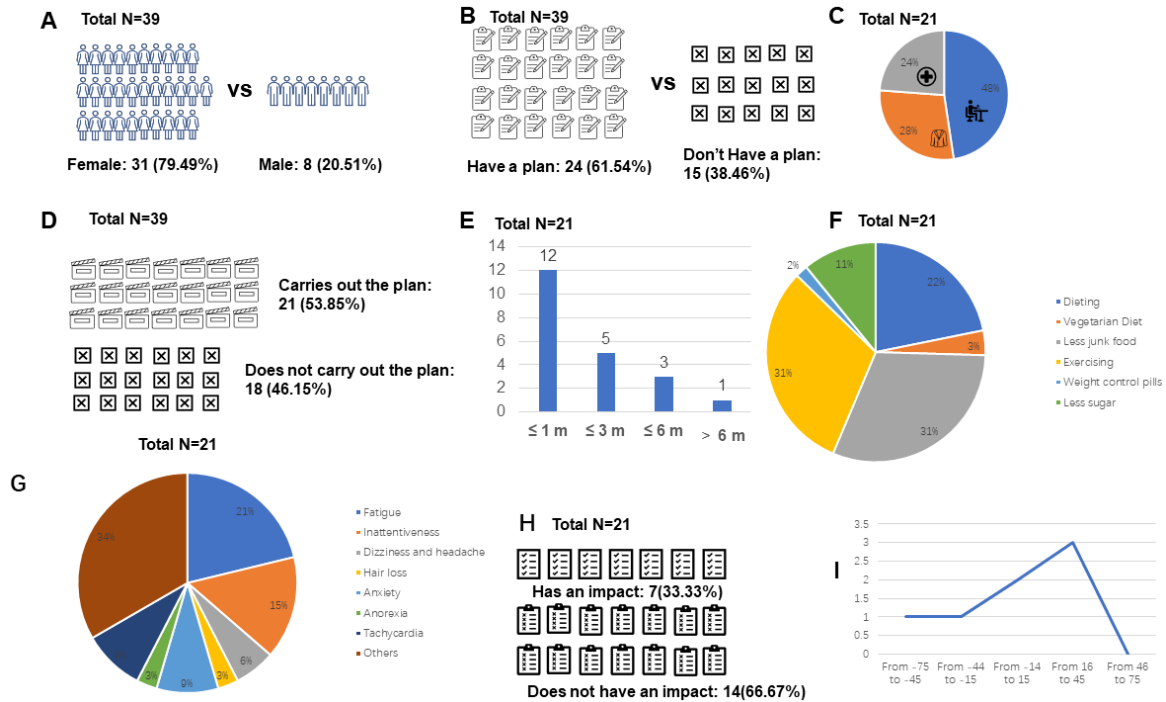 A
Total N=39
VS
Female: 31 (79.49%)
Male: 8 (20.51%)
B
Total N=39
VS
Have a plan: 24 (61.54%)
Don't Have a plan:
15 (38.46%)
C
Total N=21
24%
48%
28%
D
Total N=39
Carries out the plan:
21 (53.85%)
Does not carry out the plan:
18 (46.15%)
E
Total N=21
14
12
10
8
6
4
2
0
12
5
3
1
≤ 1 m
≤ 3 m
≤ 6 m
> 6 m
F
Total N=21
2%
11%
22%
3%
31%
31%
Dieting
Vegetarian Diet
Less junk food
Exercising
Weight control pills
Less sugar
Total N=21
G
34%
21%
15%
6%
3%
9%
3%
Fatigue
Inattentiveness
Dizziness and headache
Hair loss
Anxiety
Anorexia
Tachycardia
Others
H
Total N=21
Has an impact: 7(33.33%)
Does not have an impact: 14(66.67%)
I
3.5
3
2.5
2
1.5
1
0.5
0
From -75
to -45
From -44
to -15
From -14
to 15
From 16
to 45
From 46
to 75